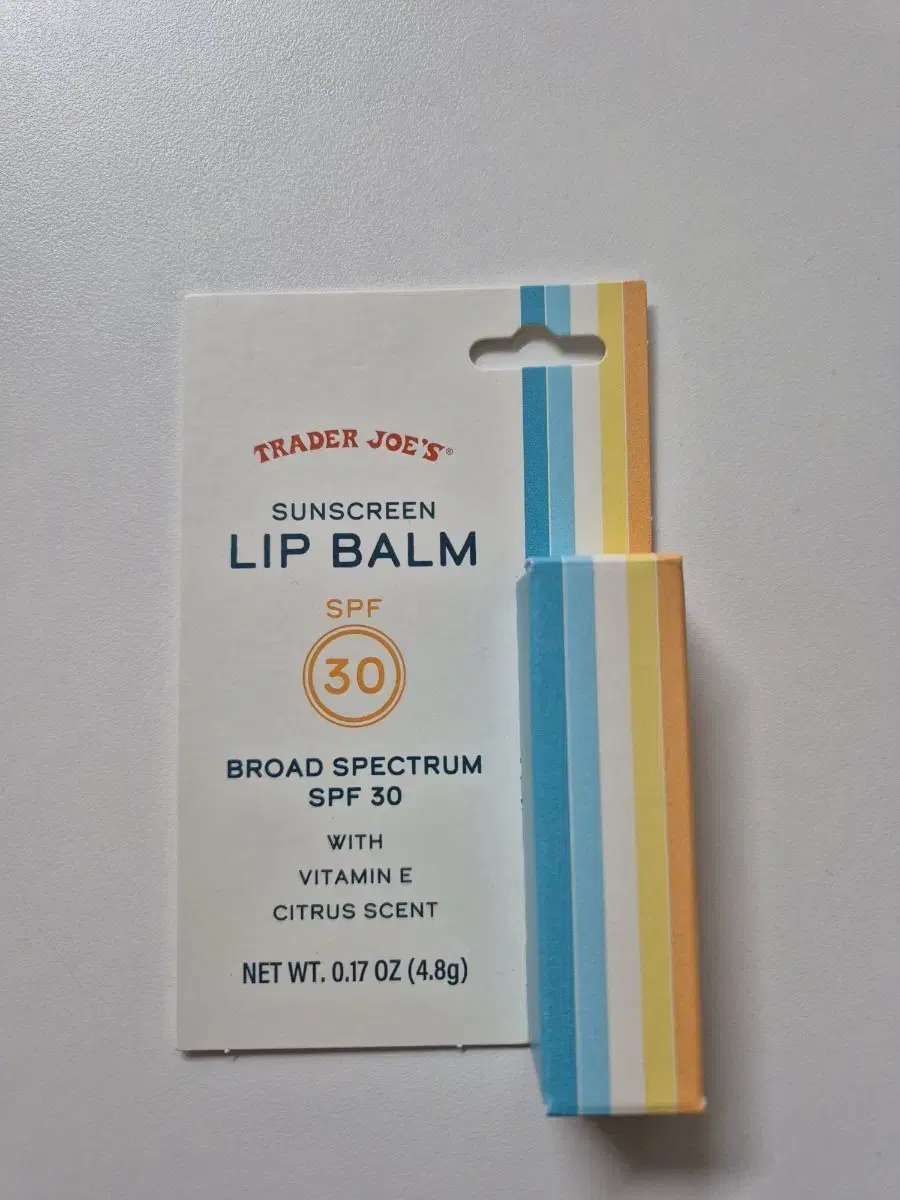 TRADER JOE'S®
SUNSCREEN
LIP BALM
SPF
30
BROAD SPECTRUM
SPF 30
WITH
VITAMIN E
CITRUS SCENT
NET WT. 0.17 OZ (4.8g)